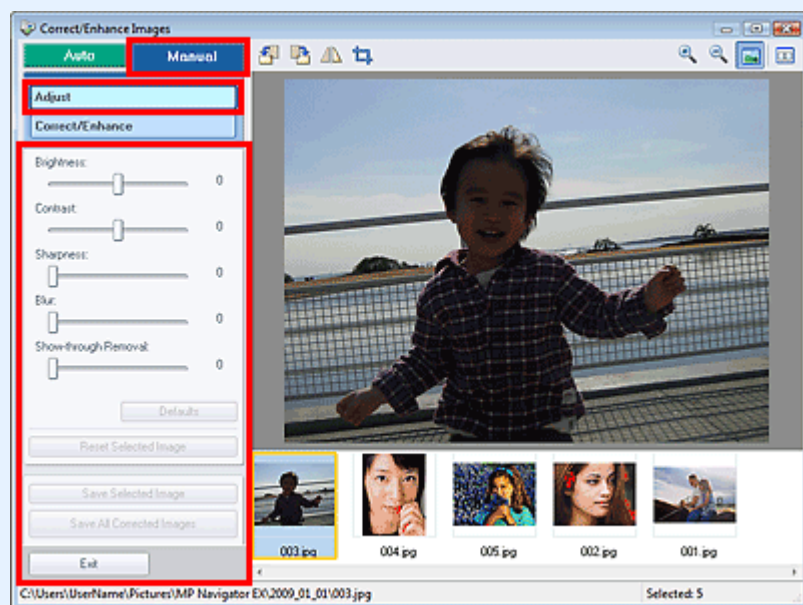 Correct/Enhance Images
Auto Manual
Adjust
Correct/Enhance
Brightness: 0
Contrast: 0
Sharpness: 0
Blur: 0
Show-through Removal: 0
Defaults
Reset Selected Image
Save Selected Image
Save All Corrected Images
Exit
003.jpg 004.jpg 005.jpg 002.jpg 001.jpg
C:\Users\UserName\Pictures\MP Navigator EX\2009_01_01\003.jpg Selected: 5